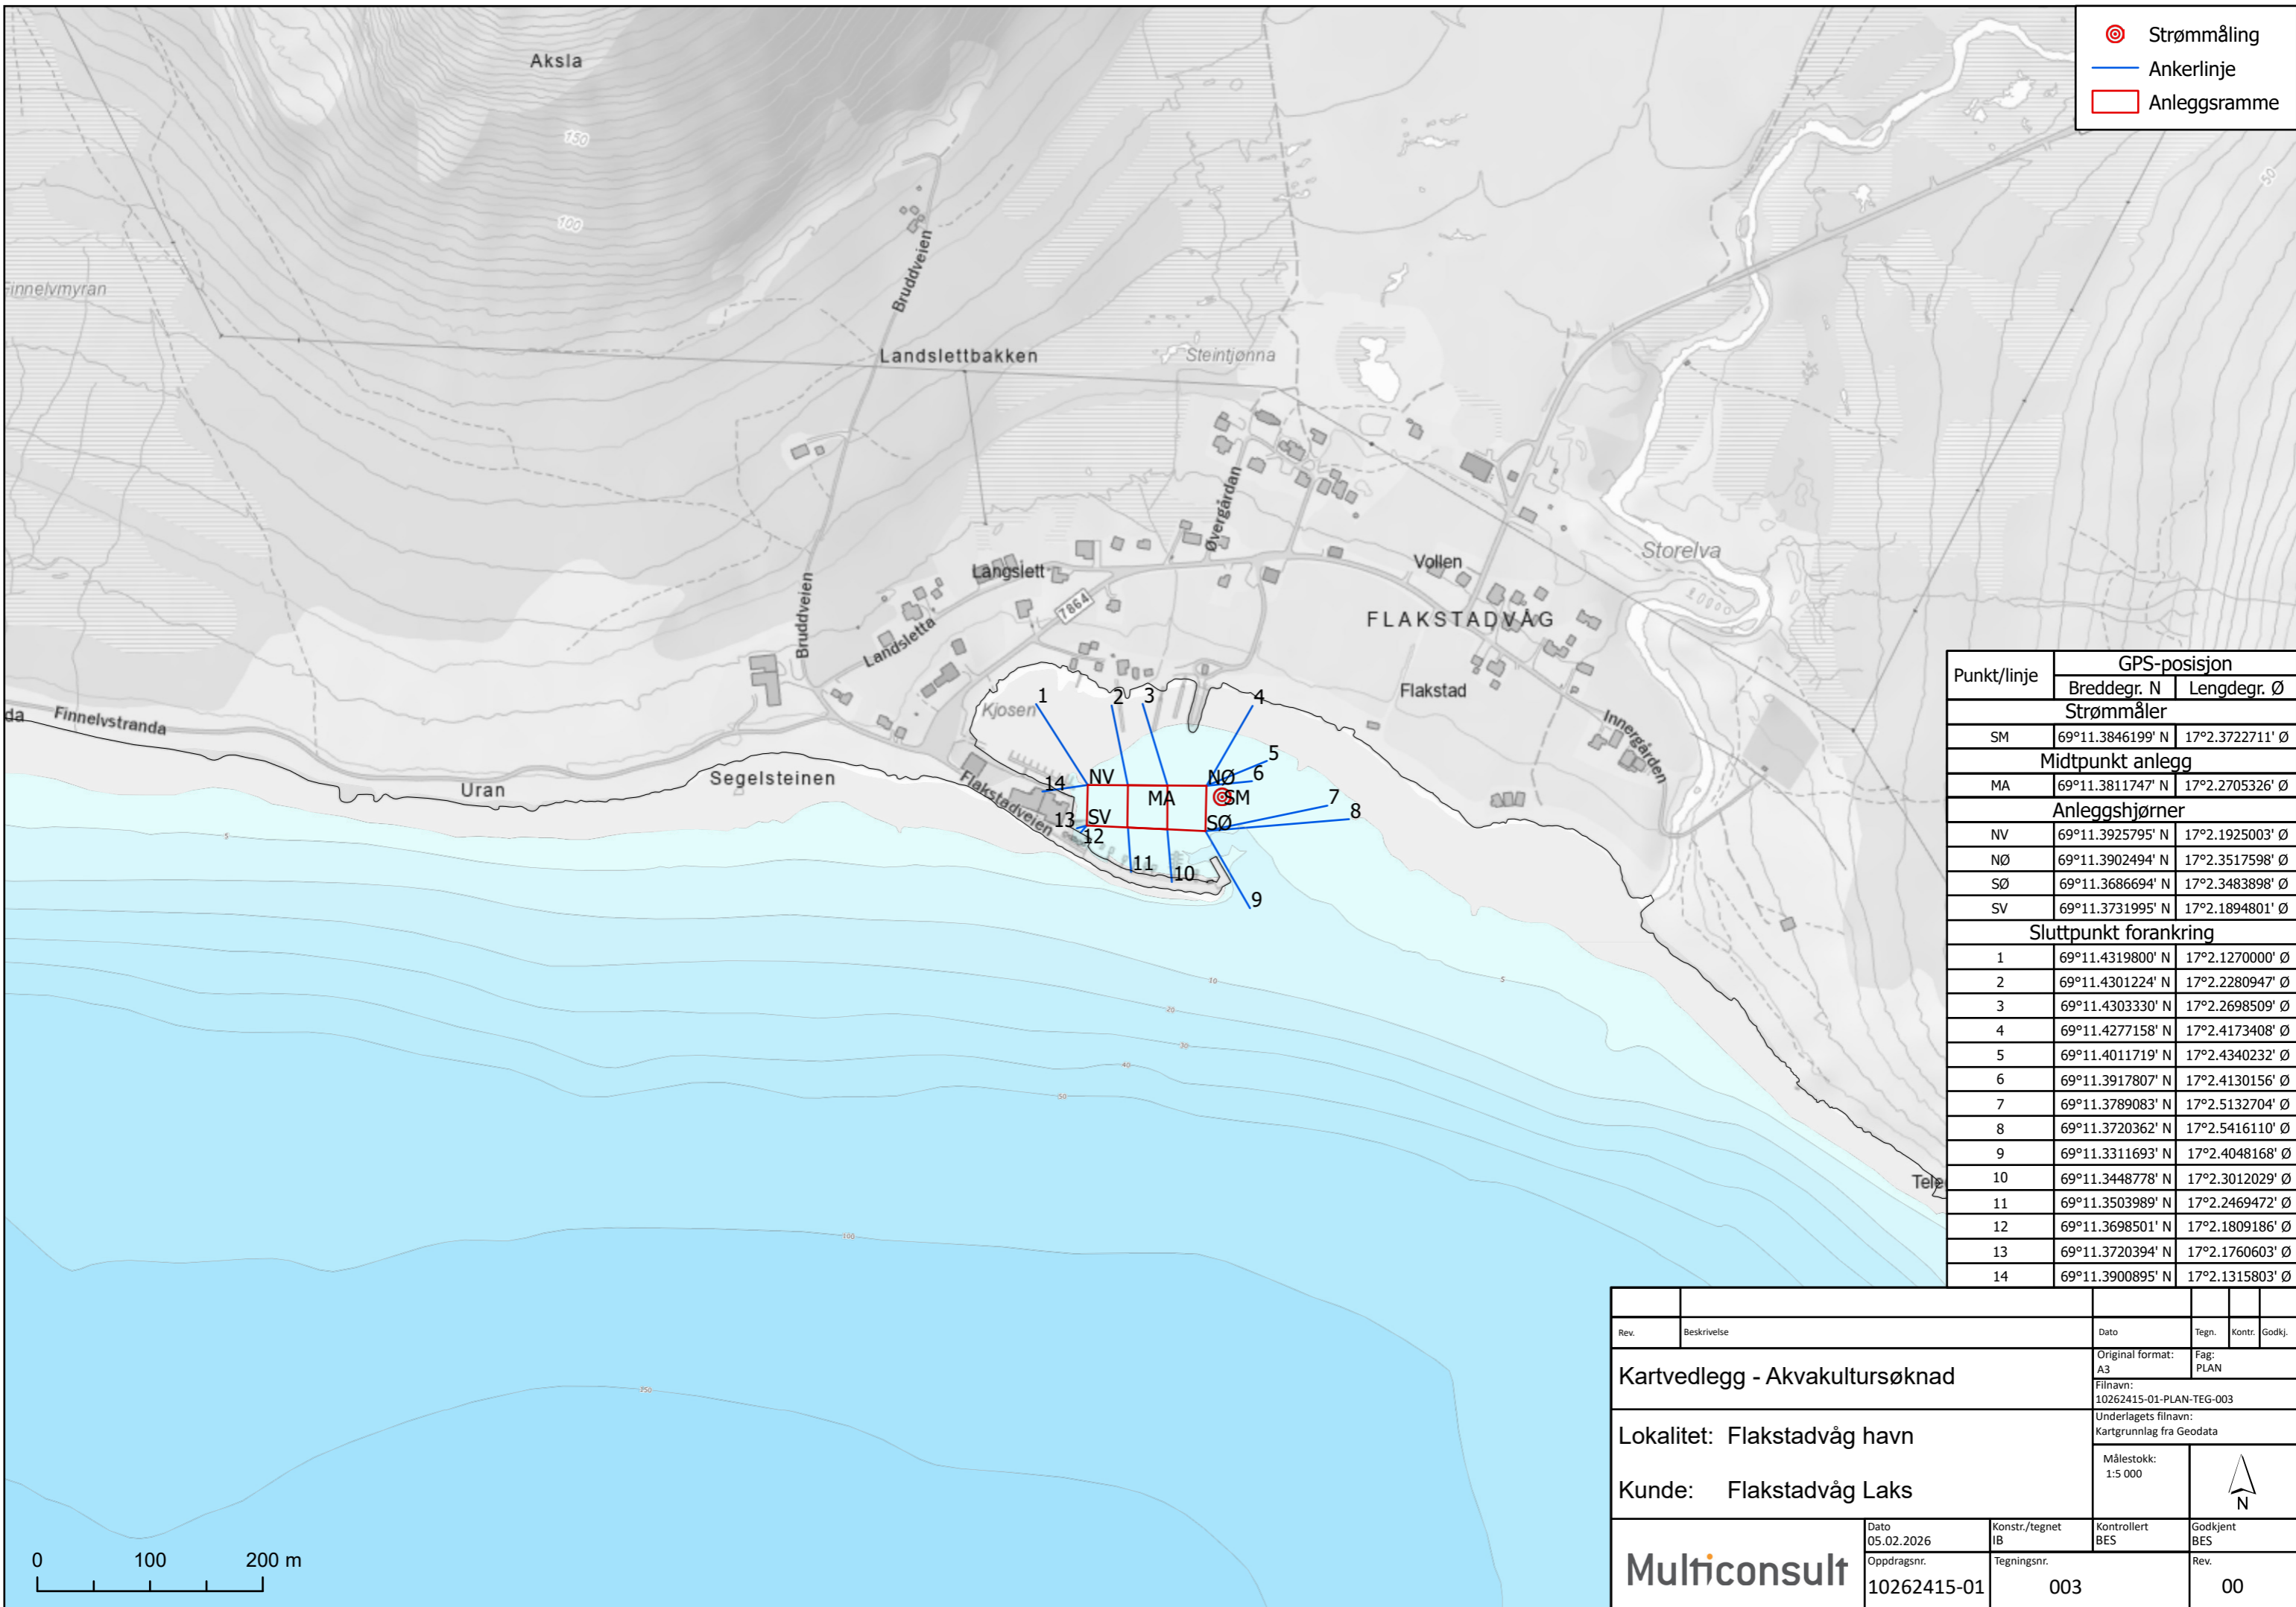 Strømmåling
Ankerlinje
Anleggsramme
Aksla
150
100
50
Finnelvmyran
Bruddveien
Landslettbakken
Steintjønna
Øvergårdan
Storelva
Vollen
Langslett
7864
FLAKSTADVÅG
Bruddveien
Landsletta
Flakstad
Innergården
Kjosen
1
2
3
4
da
Finnelvstranda
5
6
Segelsteinen
Uran
14
NV
NØ
MA
SM
7
8
Flakstadveien
13
SV
SØ
12
11
10
9
5
5
10
20
30
40
50
100
250
Tele
Punkt/linje
GPS-posisjon
Breddegr. N Lengdegr. Ø
Strømmåler
SM 69°11.3846199' N 17°2.3722711' Ø
Midtpunkt anlegg
MA 69°11.3811747' N 17°2.2705326' Ø
Anleggshjørner
NV 69°11.3925795' N 17°2.1925003' Ø
NØ 69°11.3902494' N 17°2.3517598' Ø
SØ 69°11.3686694' N 17°2.3483898' Ø
SV 69°11.3731995' N 17°2.1894801' Ø
Sluttpunkt forankring
1 69°11.4319800' N 17°2.1270000' Ø
2 69°11.4301224' N 17°2.2280947' Ø
3 69°11.4303330' N 17°2.2698509' Ø
4 69°11.4277158' N 17°2.4173408' Ø
5 69°11.4011719' N 17°2.4340232' Ø
6 69°11.3917807' N 17°2.4130156' Ø
7 69°11.3789083' N 17°2.5132704' Ø
8 69°11.3720362' N 17°2.5416110' Ø
9 69°11.3311693' N 17°2.4048168' Ø
10 69°11.3448778' N 17°2.3012029' Ø
11 69°11.3503989' N 17°2.2469472' Ø
12 69°11.3698501' N 17°2.1809186' Ø
13 69°11.3720394' N 17°2.1760603' Ø
14 69°11.3900895' N 17°2.1315803' Ø
Rev. Beskrivelse Dato Tegn. Kontr. Godkj.
Kartvedlegg - Akvakultursøknad
Original format:
A3
Fag:
PLAN
Filnavn:
10262415-01-PLAN-TEG-003
Underlagets filnavn:
Kartgrunnlag fra Geodata
Lokalitet: Flakstadvåg havn
Kunde: Flakstadvåg Laks
Målestokk:
1:5 000
N
Multiconsult
Dato
05.02.2026
Konstr./tegnet
IB
Kontrollert
BES
Godkjent
BES
Oppdragsnr.
10262415-01
Tegningsnr.
003
Rev.
00
0 100 200 m